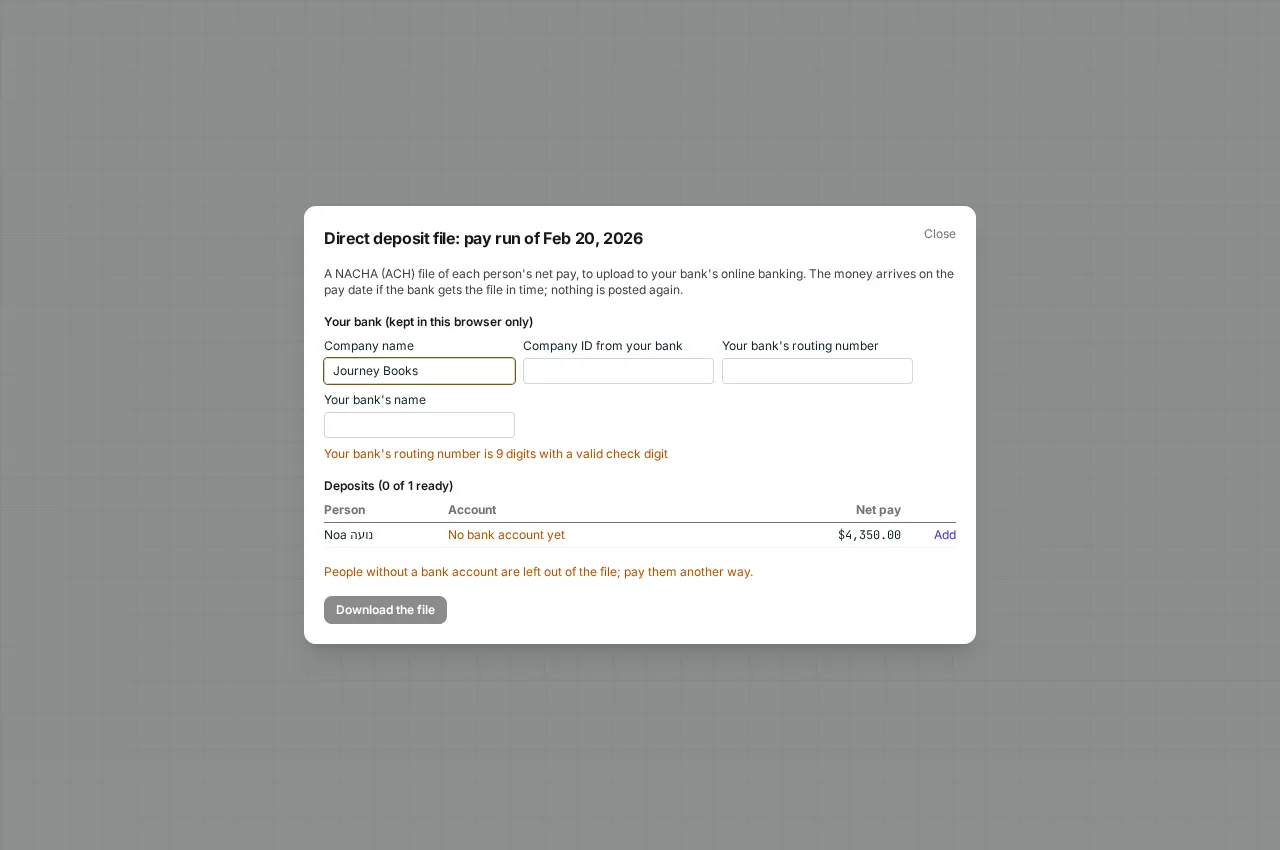 Direct deposit file: pay run of Feb 20, 2026
Close
A NACHA (ACH) file of each person's net pay, to upload to your bank's online banking. The money arrives on the
pay date if the bank gets the file in time; nothing is posted again.
Your bank (kept in this browser only)
Company name
Company ID from your bank
Your bank's routing number
Journey Books
Your bank's name
Your bank's routing number is 9 digits with a valid check digit
Deposits (0 of 1 ready)
Person Account Net pay
Noa נועה No bank account yet $4,350.00 Add
People without a bank account are left out of the file; pay them another way.
Download the file